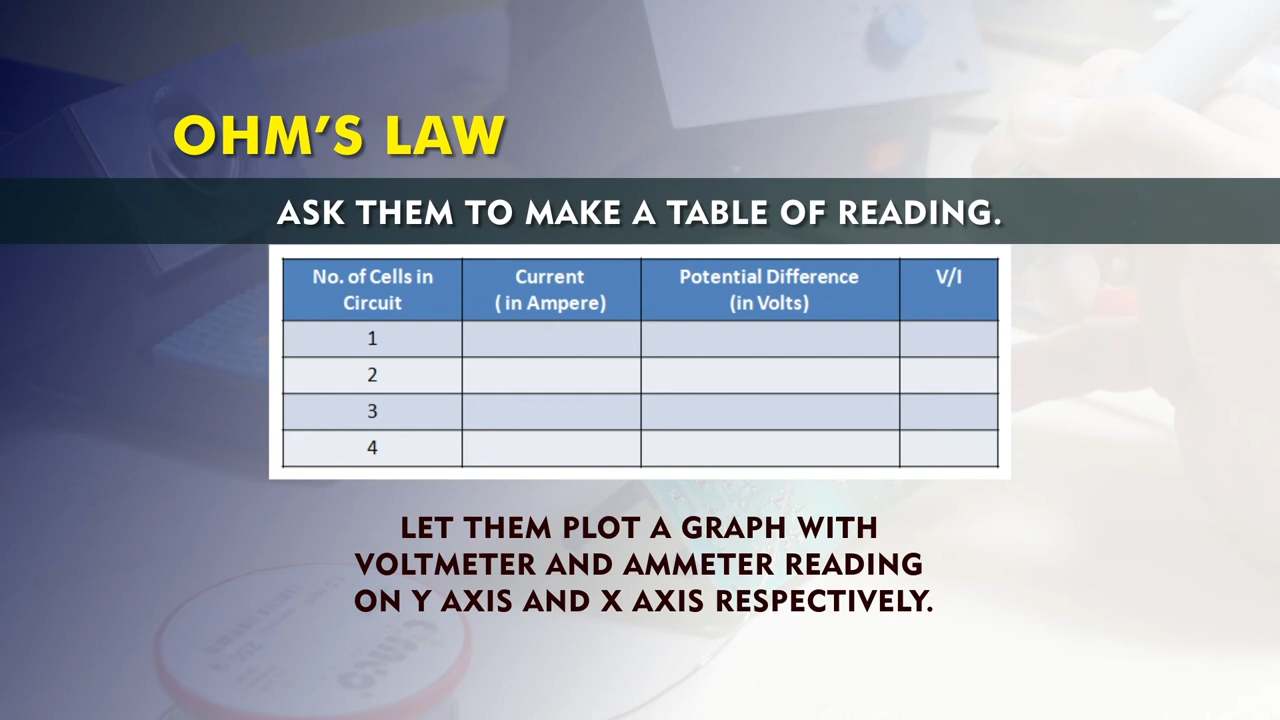 OHM'S LAW
ASK THEM TO MAKE A TABLE OF READING.
No. of Cells in Circuit | Current ( in Ampere) | Potential Difference (in Volts) | V/I
1
2
3
4
LET THEM PLOT A GRAPH WITH
VOLTMETER AND AMMETER READING
ON Y AXIS AND X AXIS RESPECTIVELY.